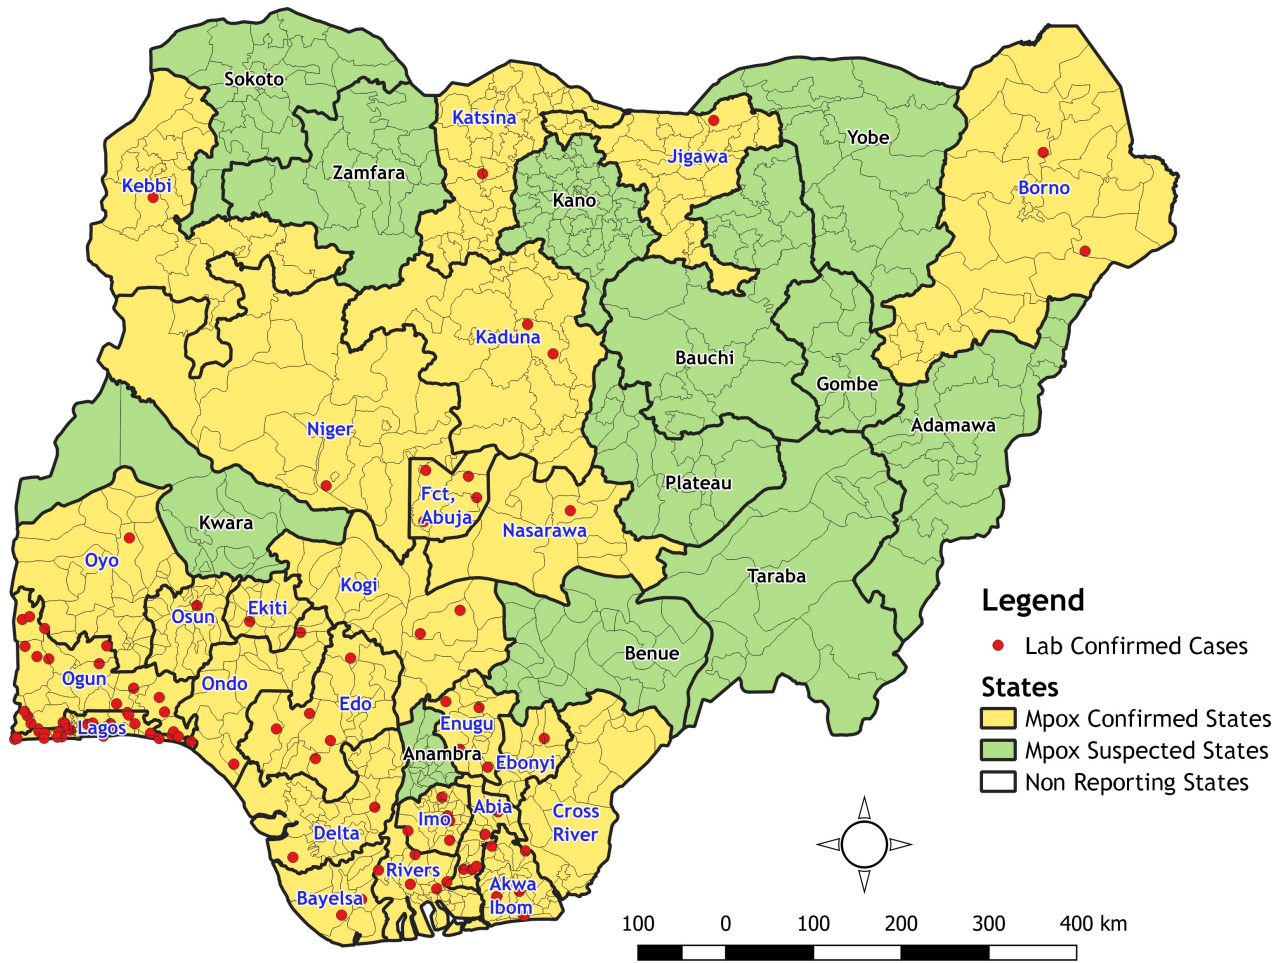 Sokoto
Katsina
Yobe
Jigawa
Zamfara
Kebbi
Borno
Kano
Kaduna
Bauchi
Gombe
Adamawa
Niger
Plateau
Fct,
Abuja
Kwara
Nasarawa
Oyo
Taraba
Kogi
Ekiti
Osun
Benue
Ogun
Ondo
Edo
Enugu
Lagos
Anambra
Ebonyi
Abia
Imo
Cross
River
Delta
Rivers
Akwa
Ibom
Bayelsa
Legend
Lab Confirmed Cases
States
Mpox Confirmed States
Mpox Suspected States
Non Reporting States
100 0 100 200 300 400 km